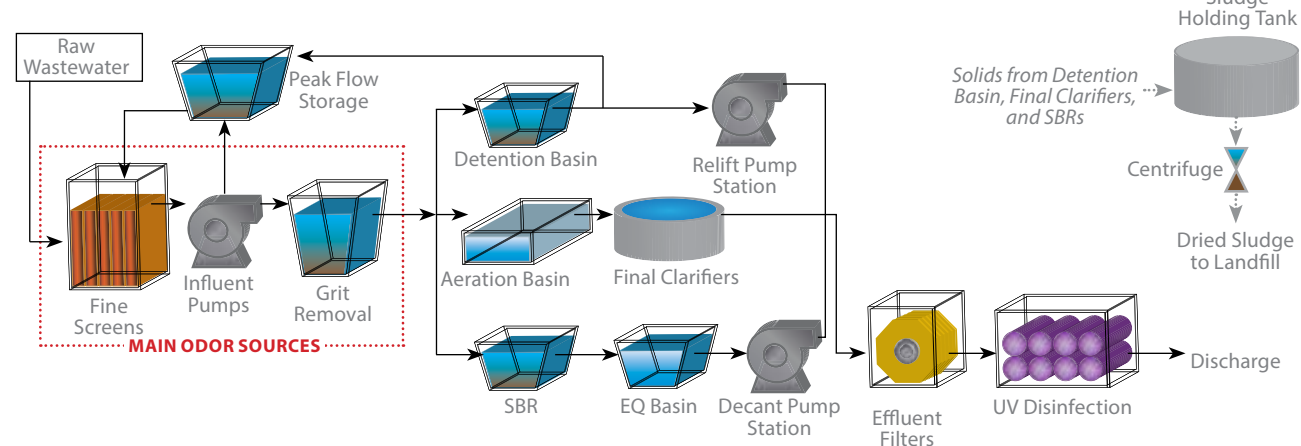 Raw
Wastewater
Peak Flow
Storage
Fine
Screens
Influent
Pumps
Grit
Removal
MAIN ODOR SOURCES
Detention Basin
Relift Pump
Station
Aeration Basin
Final Clarifiers
SBR
EQ Basin
Decant Pump
Station
Effluent
Filters
UV Disinfection
Discharge
Sludge
Holding Tank
Solids from Detention
Basin, Final Clarifiers,
and SBRs
Centrifuge
Dried Sludge
to Landfill